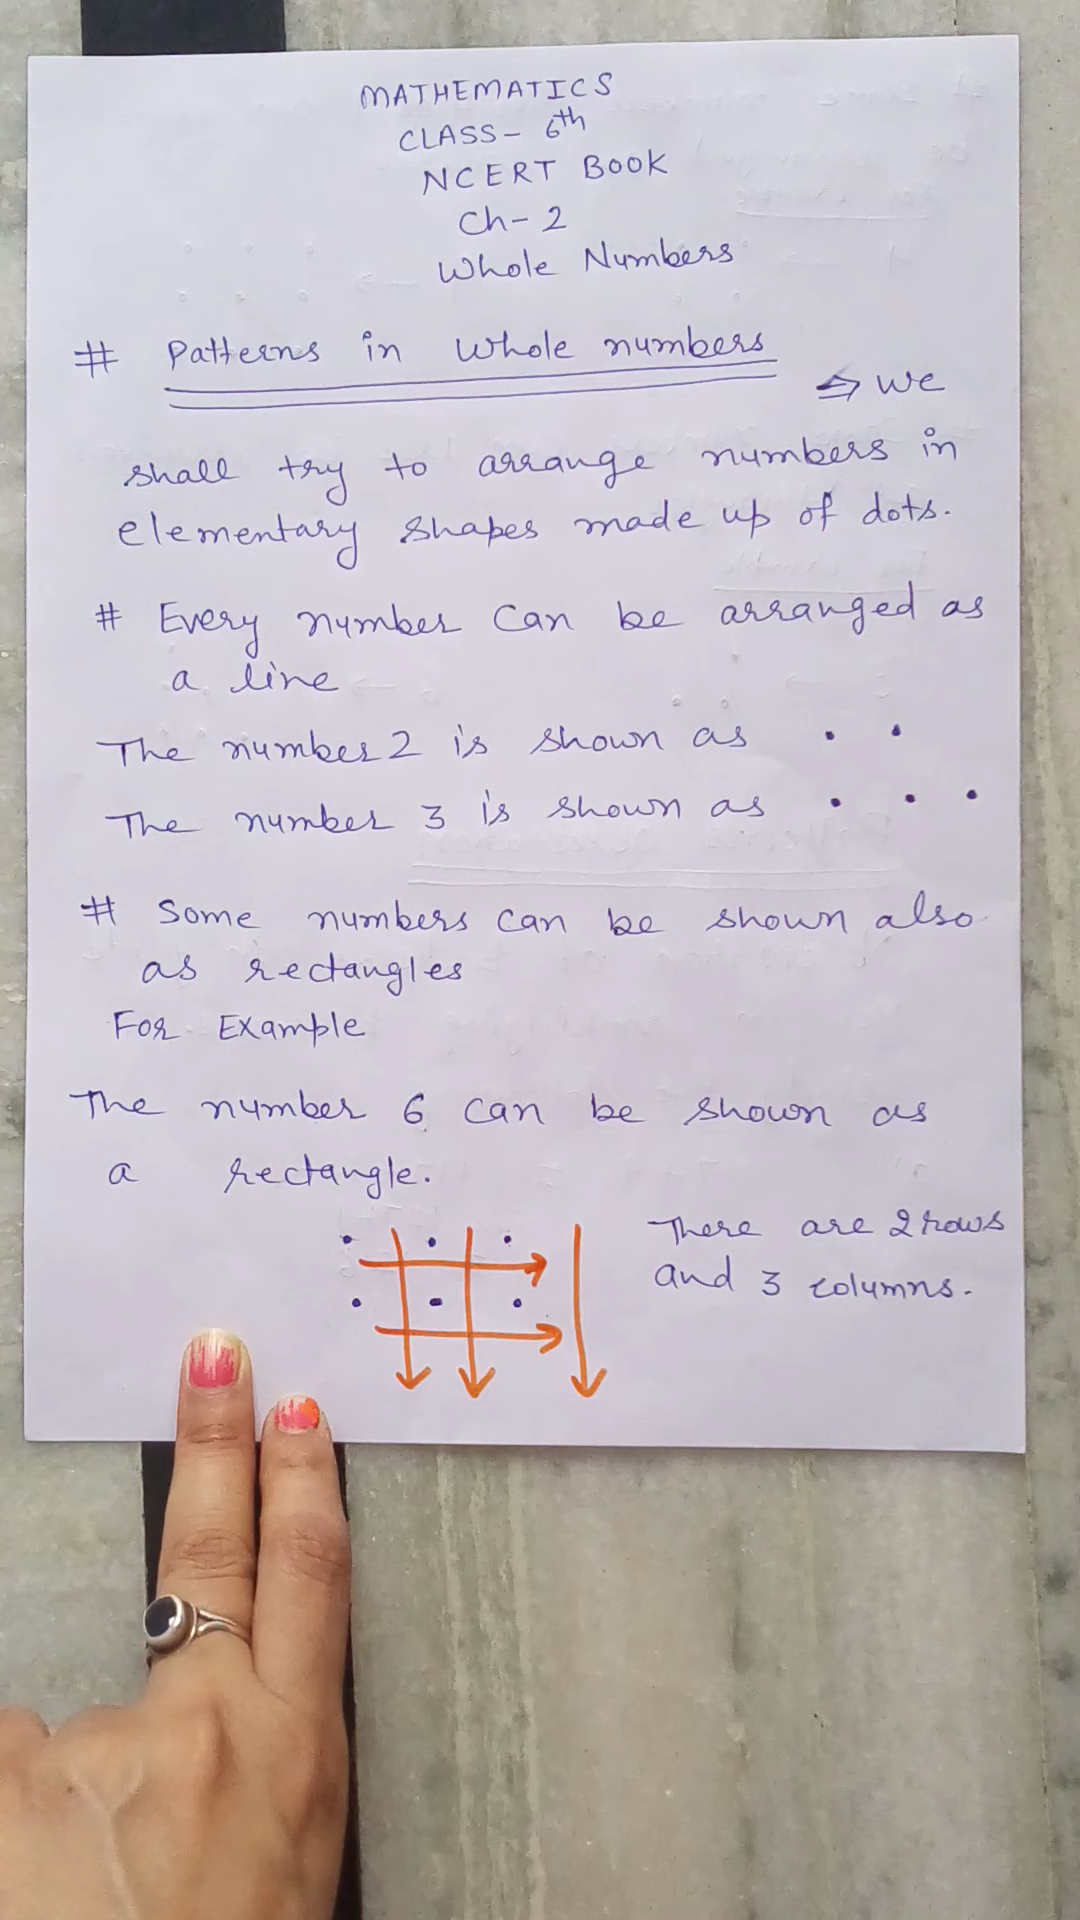 MATHEMATICS
CLASS- 6th
NCERT BOOK
Ch-2
Whole Numbers
# Patterns in Whole numbers
⇒ We
shall try to arrange numbers in
elementary shapes made up of dots.
# Every number can be arranged as
a line
The number 2 is shown as . .
The number 3 is shown as . . .
# Some numbers can be shown also
as rectangles
For Example
The number 6 can be shown as
a rectangle.
There are 2 rows
and 3 columns.